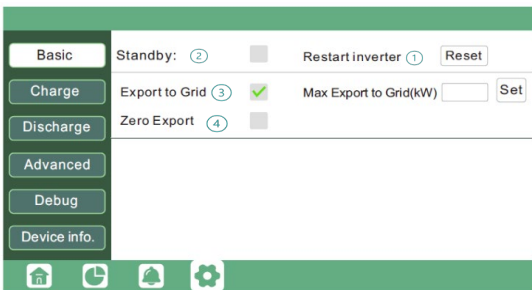 Basic
Standby: 2
Restart inverter 1 Reset
Charge
Export to Grid 3
Max Export to Grid(kW) Set
Discharge
Zero Export 4
Advanced
Debug
Device info.